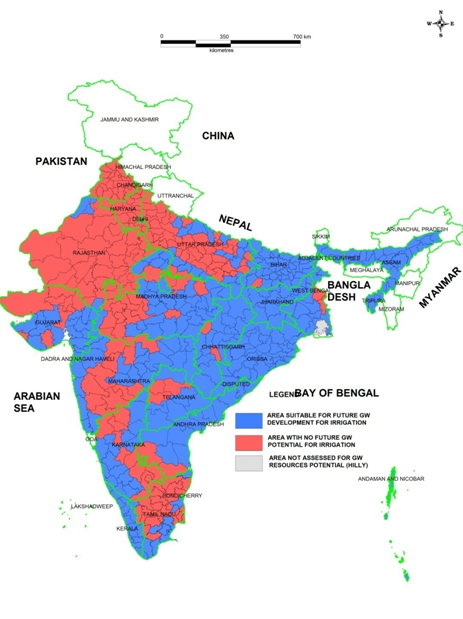 N
W E
S
0 350 700 km
kilometres
JAMMU AND KASHMIR
CHINA
PAKISTAN
HIMACHAL PRADESH
CHANDIGARH
UTTRANCHAL
HARYANA
DELHI
NEPAL
SIKKIM
ARUNACHAL PRADESH
UTTAR PRADESH
RAJASTHAN
ADJACENT COUNTRIES
ASSAM
BIHAR
MEGHALAYA
MANIPUR
MYANMAR
BANGLA
DESH
WEST BENGAL
TRIPURA
MIZORAM
MADHYA PRADESH
JHARKHAND
GUJARAT
CHHATTISGARH
ORISSA
DADRA AND NAGAR HAVELI
MAHARASHTRA
DISPUTED
TELANGANA
ARABIAN
SEA
LEGEND
BAY OF BENGAL
AREA SUITABLE FOR FUTURE GW
DEVELOPMENT FOR IRRIGATION
AREA WTIH NO FUTURE GW
POTENTIAL FOR IRRIGATION
AREA NOT ASSESSED FOR GW
RESOURCES POTENTIAL (HILLY)
ANDHRA PRADESH
GOA
KARNATAKA
ANDAMAN AND NICOBAR
PONDICHERRY
LAKSHADWEEP
TAMIL NADU
KERALA